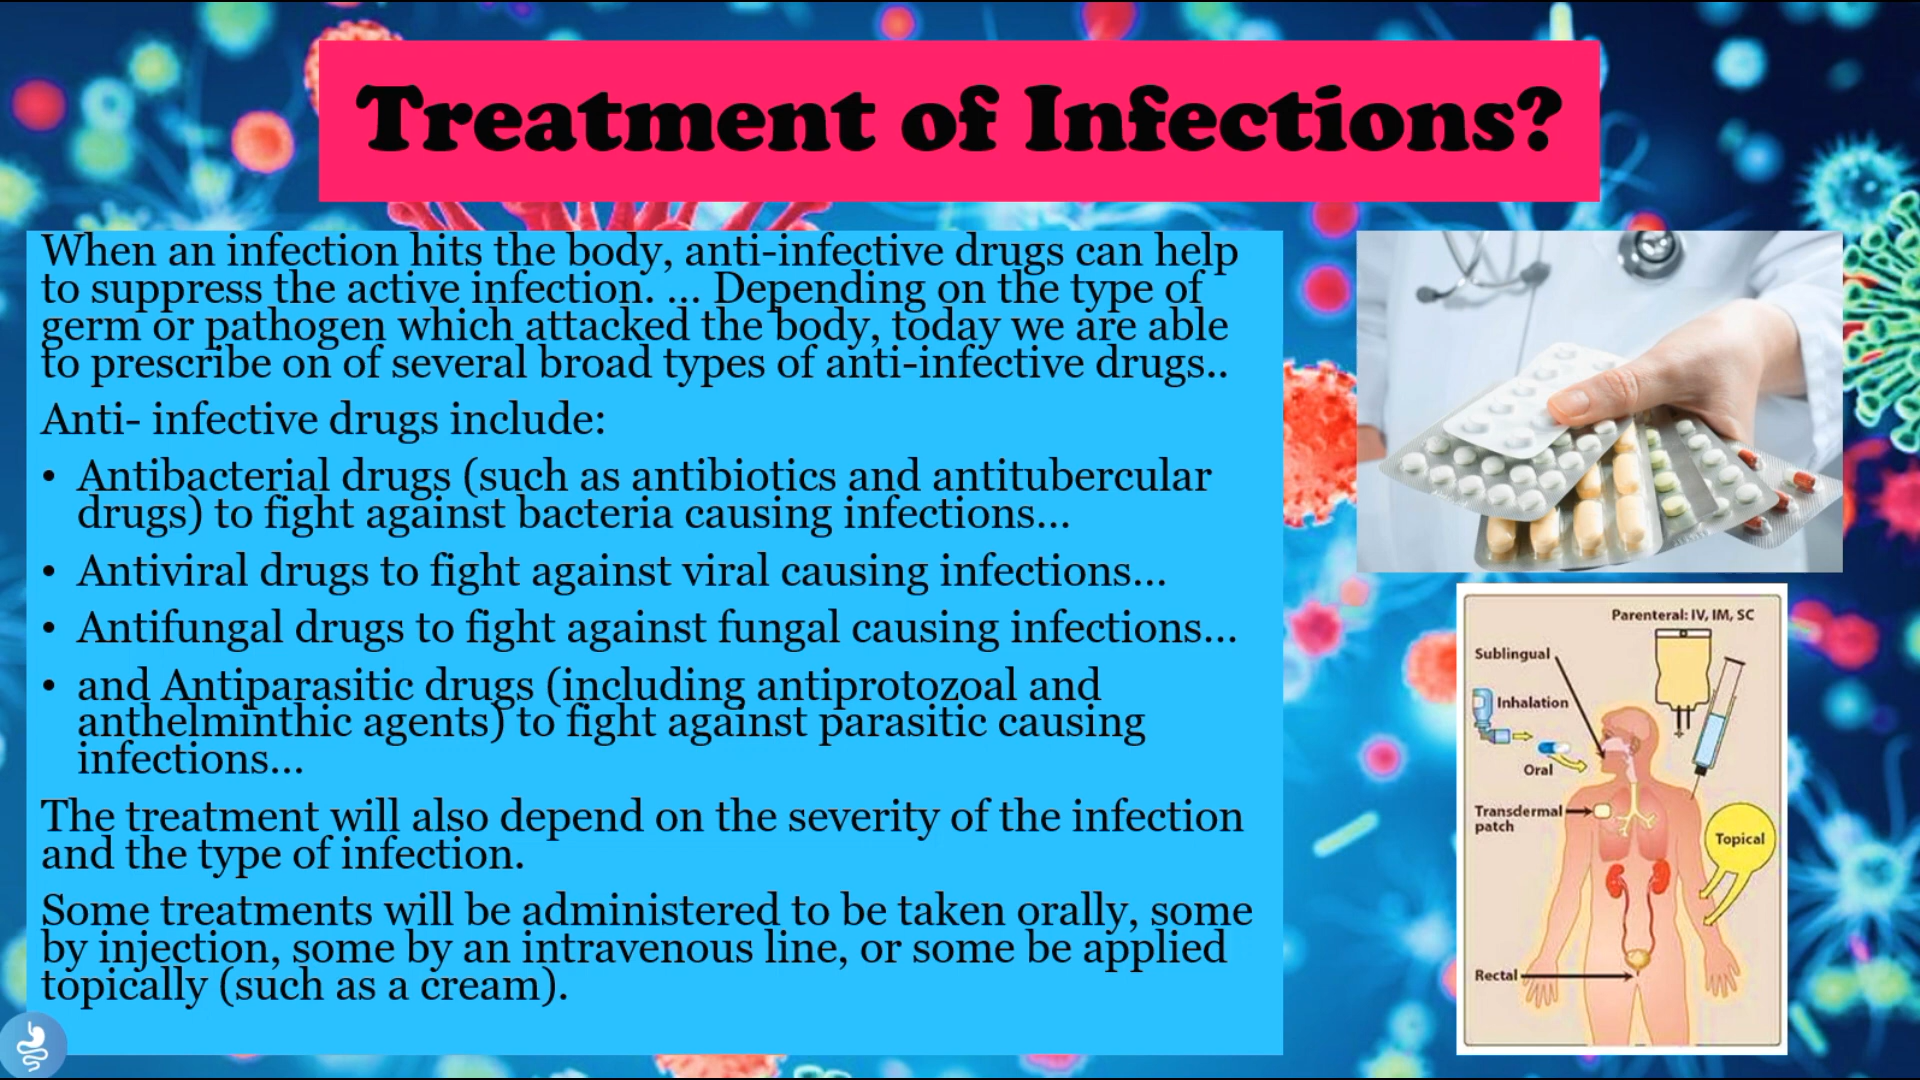 Treatment of Infections?
When an infection hits the body, anti-infective drugs can help
to suppress the active infection. ... Depending on the type of
germ or pathogen which attacked the body, today we are able
to prescribe on of several broad types of anti-infective drugs..
Anti- infective drugs include:
• Antibacterial drugs (such as antibiotics and antitubercular
drugs) to fight against bacteria causing infections...
• Antiviral drugs to fight against viral causing infections...
• Antifungal drugs to fight against fungal causing infections...
• and Antiparasitic drugs (including antiprotozoal and
anthelminthic agents) to fight against parasitic causing
infections...
The treatment will also depend on the severity of the infection
and the type of infection.
Some treatments will be administered to be taken orally, some
by injection, some by an intravenous line, or some be applied
topically (such as a cream).
Parenteral: IV, IM, SC
Sublingual
Inhalation
Oral
Transdermal
patch
Topical
Rectal